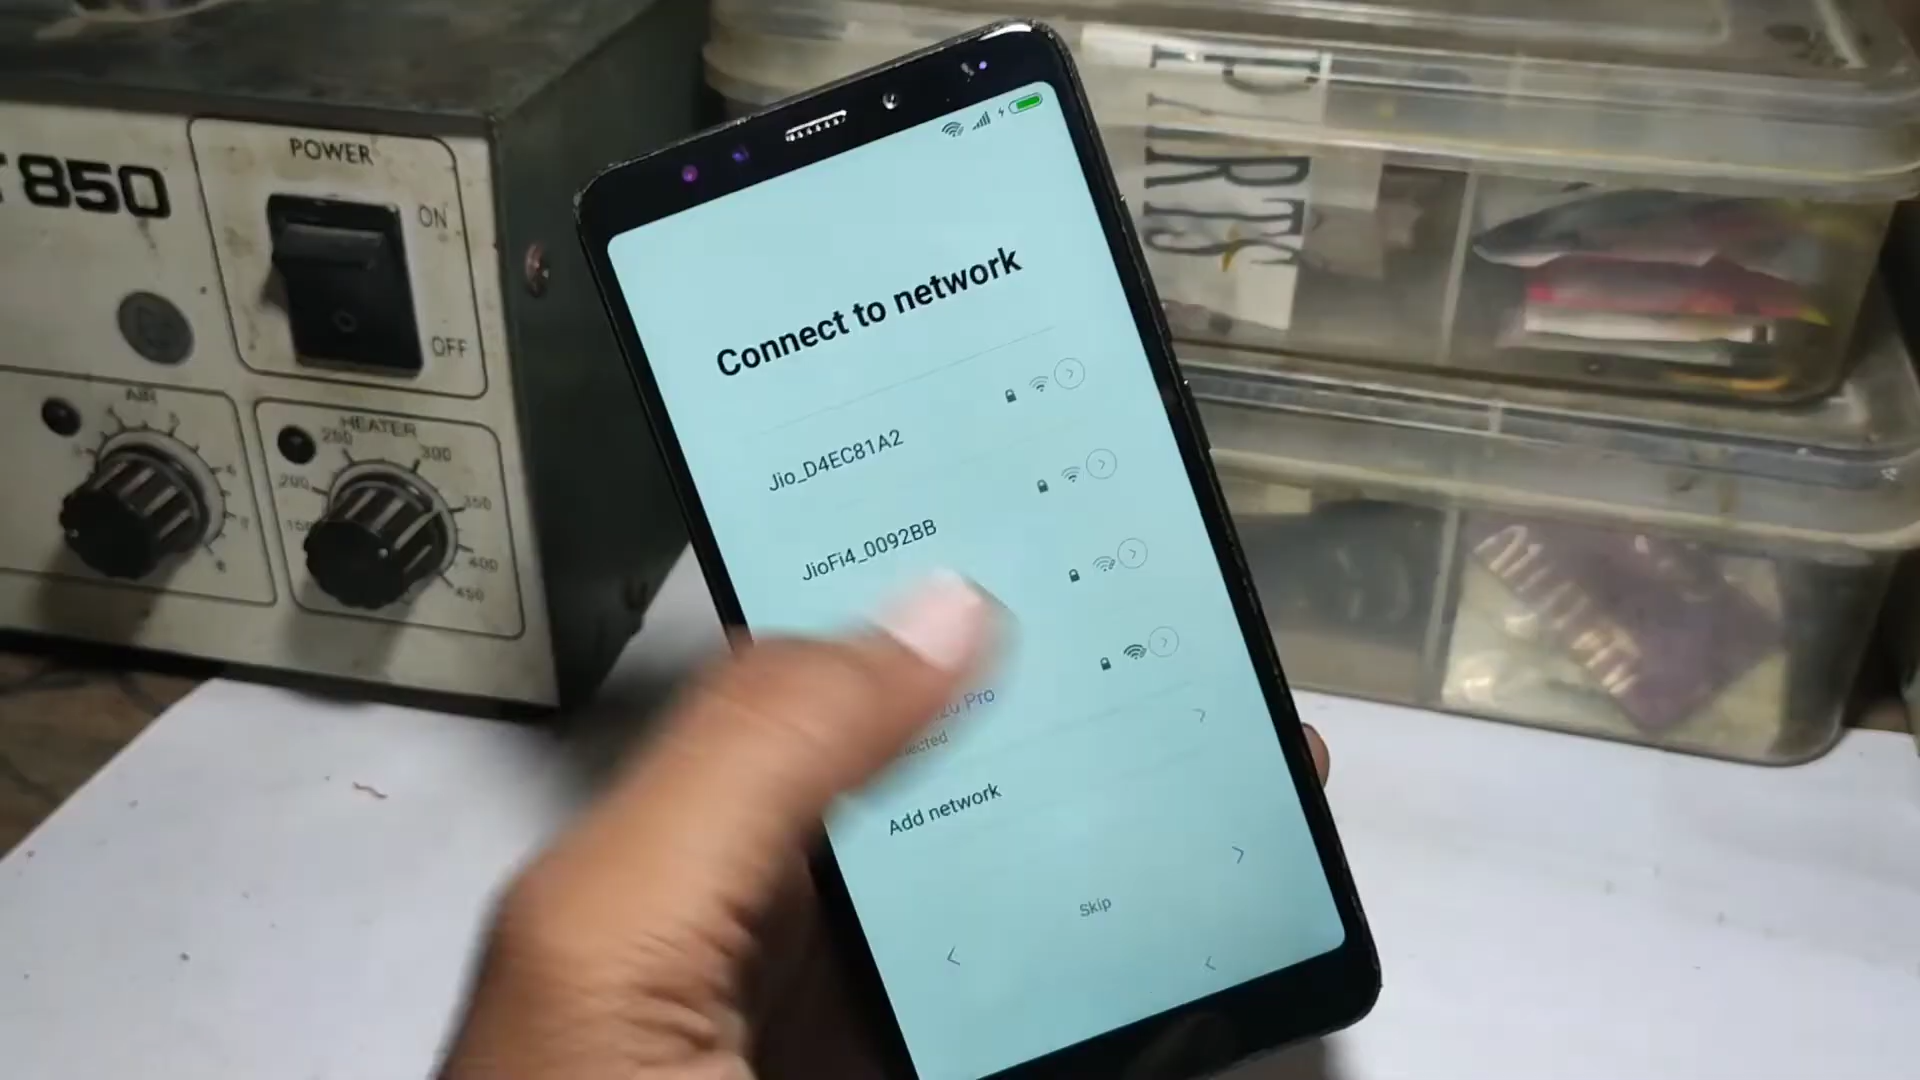 850
POWER
ON
OFF
AIR
HEATER
150
200
250
300
350
400
450
PARTS
Connect to network
Jio_D4EC81A2
JioFi4_0092BB
Pro
Add network
Skip